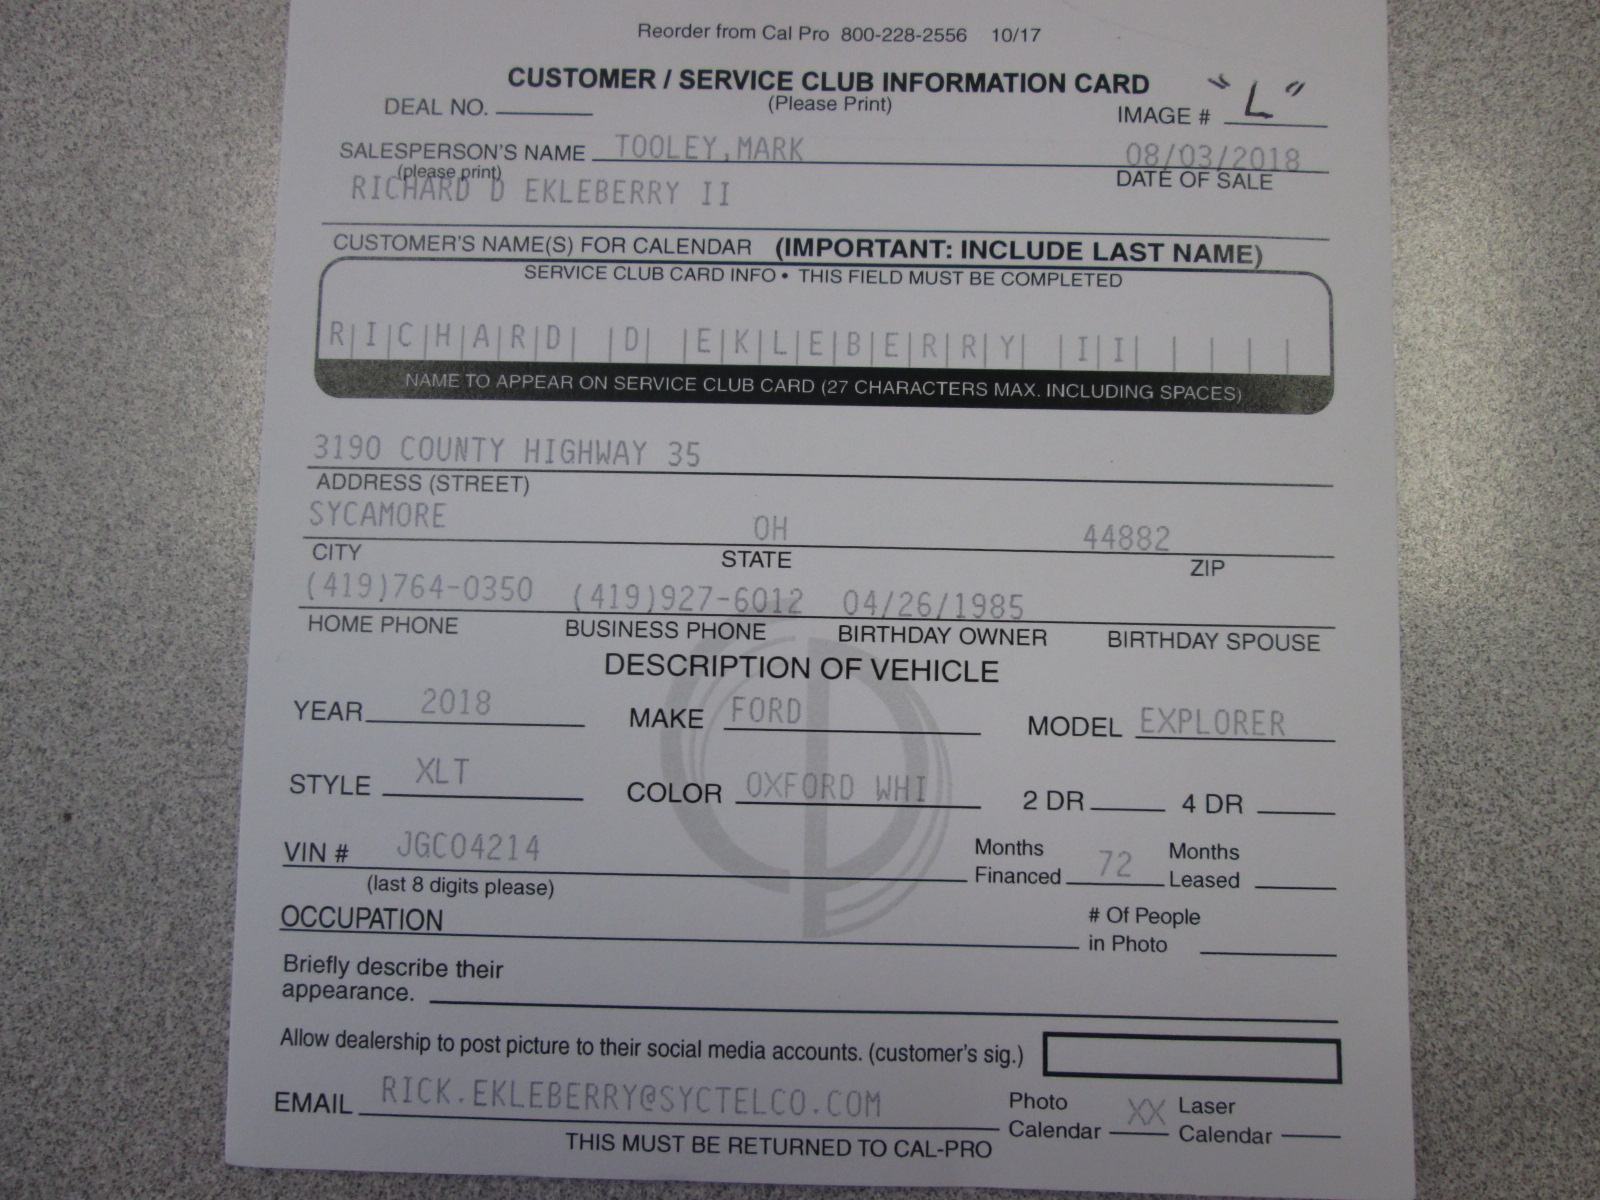 Reorder from Cal Pro 800-228-2556 10/17
CUSTOMER / SERVICE CLUB INFORMATION CARD
(Please Print)
DEAL NO.
IMAGE # "L"
SALESPERSON'S NAME TOOLEY,MARK 08/03/2018
(please print) DATE OF SALE
RICHARD D EKLEBERRY II
CUSTOMER'S NAME(S) FOR CALENDAR (IMPORTANT: INCLUDE LAST NAME)
SERVICE CLUB CARD INFO • THIS FIELD MUST BE COMPLETED
RICHARD D EKLEBERRY II
NAME TO APPEAR ON SERVICE CLUB CARD (27 CHARACTERS MAX. INCLUDING SPACES)
3190 COUNTY HIGHWAY 35
ADDRESS (STREET)
SYCAMORE OH 44882
CITY STATE ZIP
(419)764-0350 (419)927-6012 04/26/1985
HOME PHONE BUSINESS PHONE BIRTHDAY OWNER BIRTHDAY SPOUSE
DESCRIPTION OF VEHICLE
YEAR 2018 MAKE FORD MODEL EXPLORER
STYLE XLT COLOR OXFORD WHI 2 DR 4 DR
VIN # JGC04214 Months Financed 72 Months Leased
(last 8 digits please)
OCCUPATION # Of People in Photo
Briefly describe their
appearance.
Allow dealership to post picture to their social media accounts. (customer's sig.)
EMAIL RICK.EKLEBERRY@SYCTELCO.COM Photo Calendar XX Laser Calendar
THIS MUST BE RETURNED TO CAL-PRO